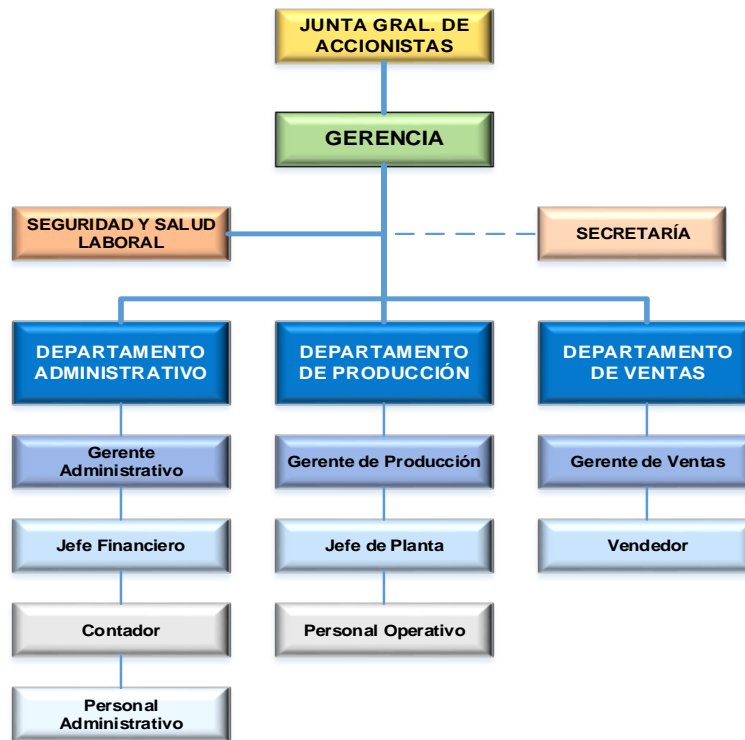 JUNTA GRAL. DE
ACCIONISTAS
GERENCIA
SEGURIDAD Y SALUD
LABORAL
SECRETARÍA
DEPARTAMENTO
ADMINISTRATIVO
DEPARTAMENTO
DE PRODUCCIÓN
DEPARTAMENTO
DE VENTAS
Gerente
Administrativo
Gerente de Producción
Gerente de Ventas
Jefe Financiero
Jefe de Planta
Vendedor
Contador
Personal Operativo
Personal
Administrativo